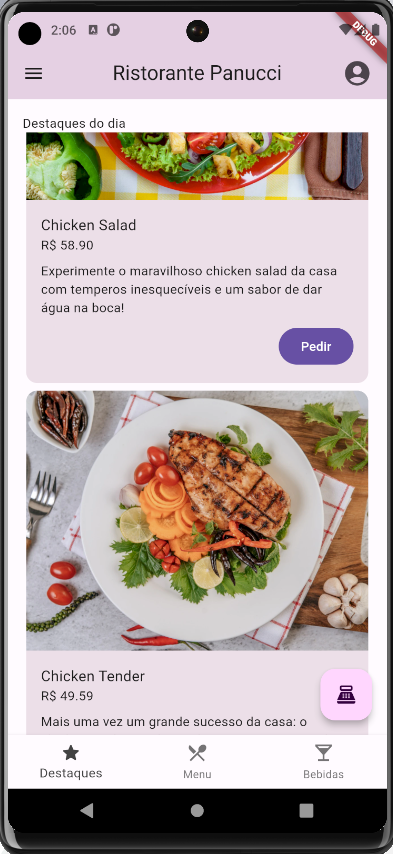 2:06
DEBUG
Ristorante Panucci
Destaques do dia
Chicken Salad
R$ 58.90
Experimente o maravilhoso chicken salad da casa
com temperos inesquecíveis e um sabor de dar
água na boca!
Pedir
Chicken Tender
R$ 49.59
Mais uma vez um grande sucesso da casa: o
Destaques
Menu
Bebidas